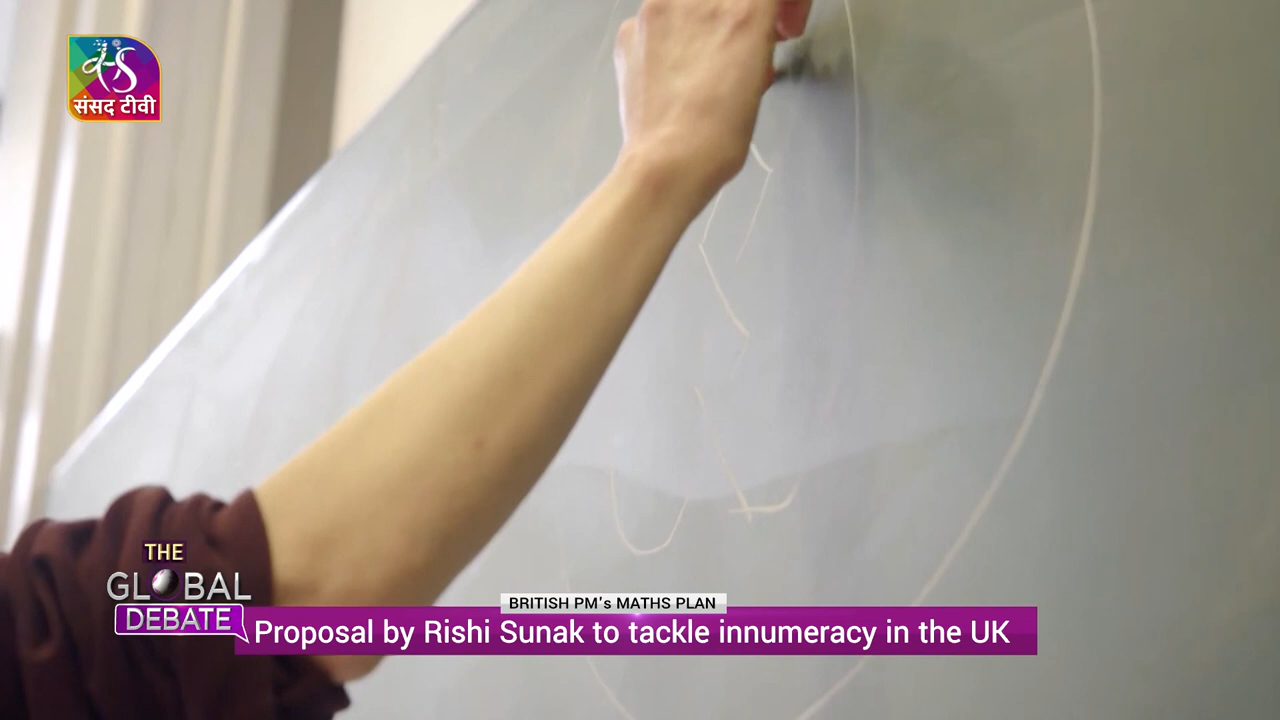 संसद टीवी
THE
GLOBAL
DEBATE
BRITISH PM's MATHS PLAN
Proposal by Rishi Sunak to tackle innumeracy in the UK